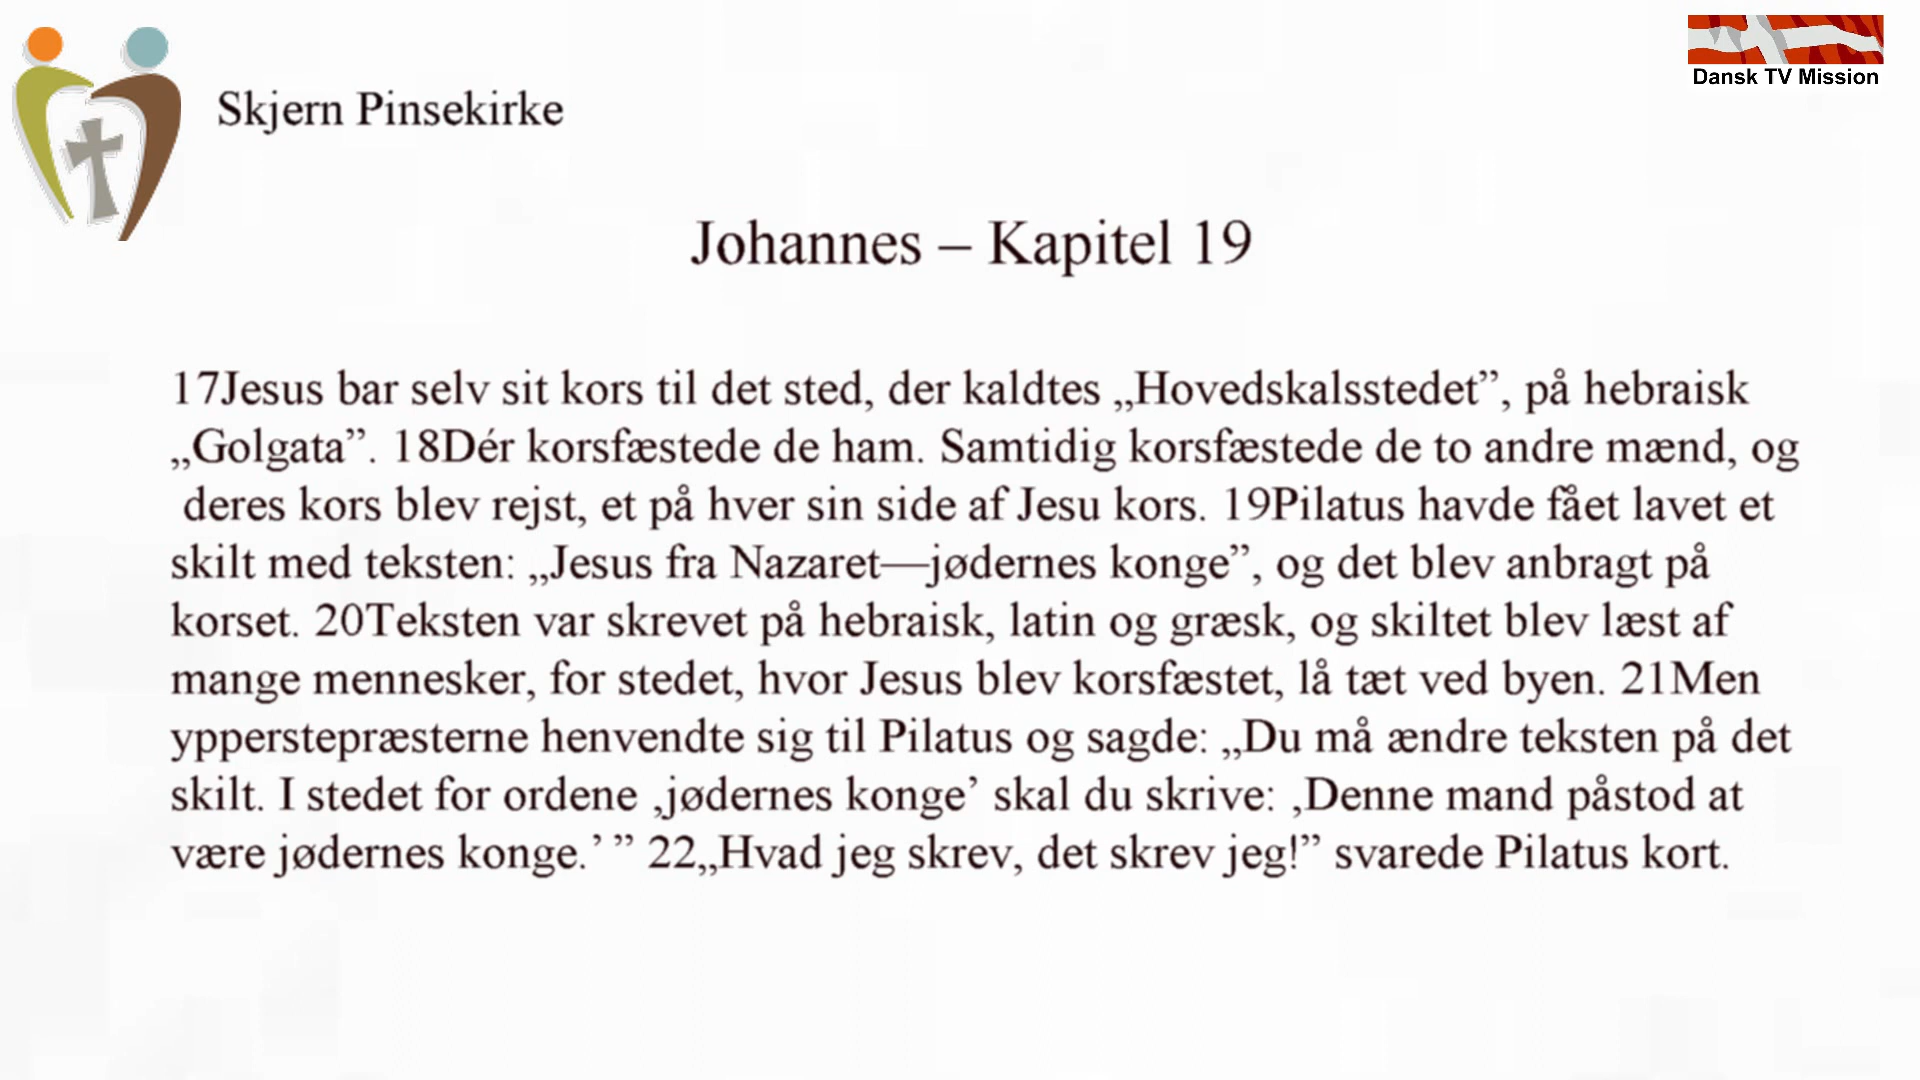 Dansk TV Mission
Skjern Pinsekirke
Johannes – Kapitel 19
17Jesus bar selv sit kors til det sted, der kaldtes „Hovedskalsstedet”, på hebraisk
„Golgata”. 18Dér korsfæstede de ham. Samtidig korsfæstede de to andre mænd, og
deres kors blev rejst, et på hver sin side af Jesu kors. 19Pilatus havde fået lavet et
skilt med teksten: „Jesus fra Nazaret—jødernes konge”, og det blev anbragt på
korset. 20Teksten var skrevet på hebraisk, latin og græsk, og skiltet blev læst af
mange mennesker, for stedet, hvor Jesus blev korsfæstet, lå tæt ved byen. 21Men
ypperstepræsterne henvendte sig til Pilatus og sagde: „Du må ændre teksten på det
skilt. I stedet for ordene ‚jødernes konge’ skal du skrive: ‚Denne mand påstod at
være jødernes konge.’ ” 22„Hvad jeg skrev, det skrev jeg!” svarede Pilatus kort.